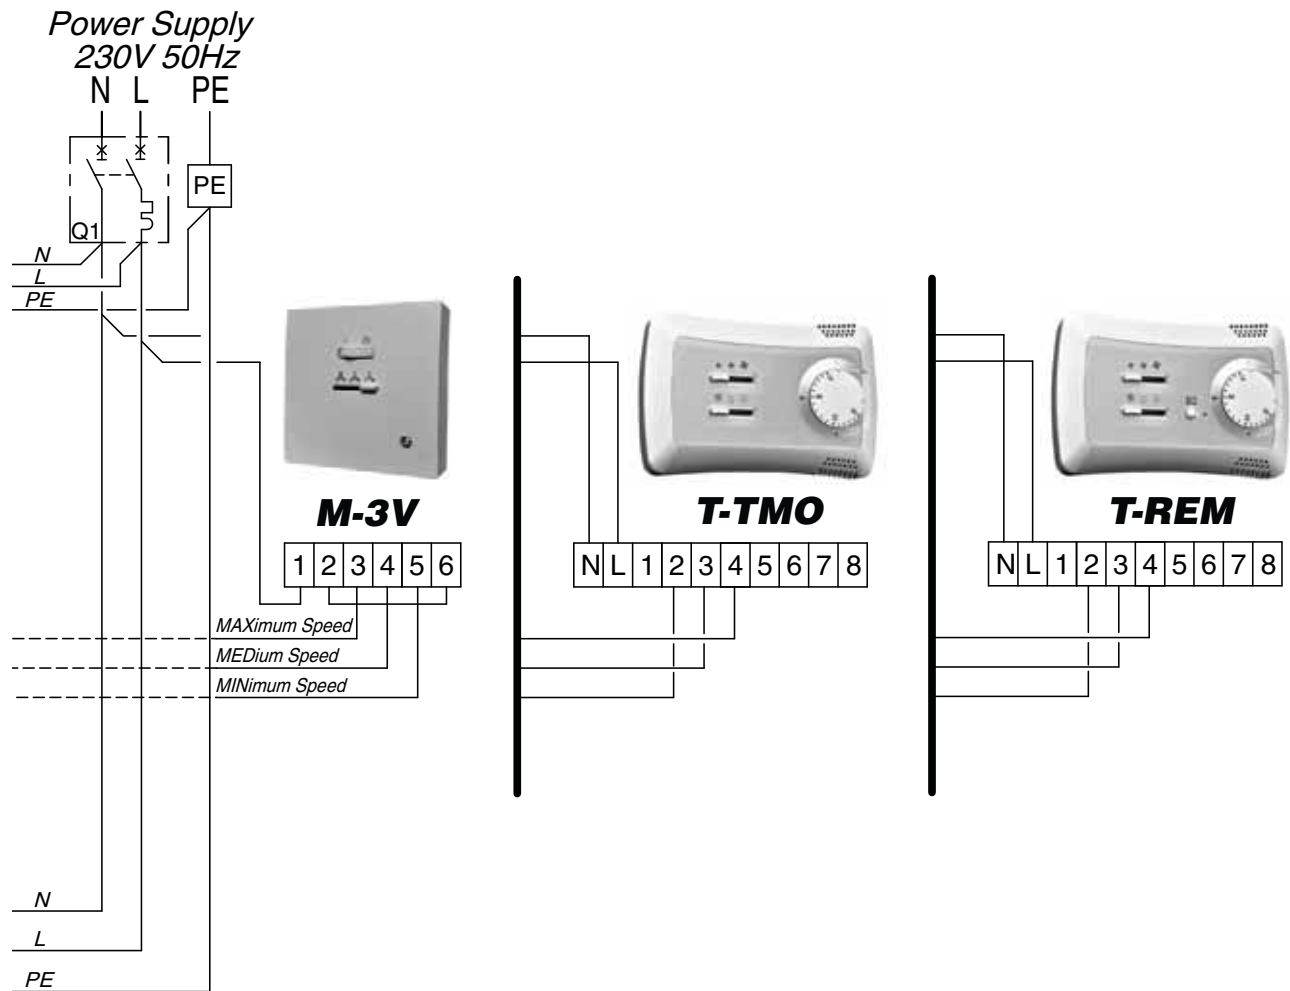 Power Supply
230V 50Hz
N L PE
PE
Q1
N
L
PE
M-3V
T-TMO
T-REM
1 2 3 4 5 6
N L 1 2 3 4 5 6 7 8
N L 1 2 3 4 5 6 7 8
MAXimum Speed
MEDium Speed
MINimum Speed
N
L
PE